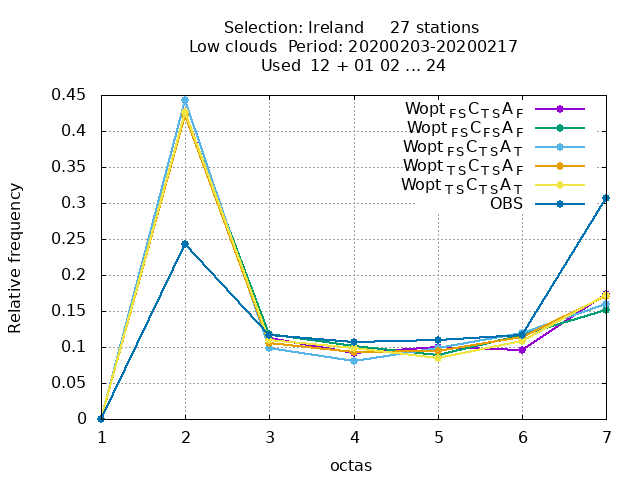 Selection: Ireland 27 stations
Low clouds Period: 20200203-20200217
Used 12 + 01 02 ... 24
Relative frequency
0.45
0.4
0.35
0.3
0.25
0.2
0.15
0.1
0.05
0
Wopt FS C TS A F
Wopt FS C FS A F
Wopt FS C TS A T
Wopt TS C TS A F
Wopt TS C TS A T
OBS
1 2 3 4 5 6 7
octas